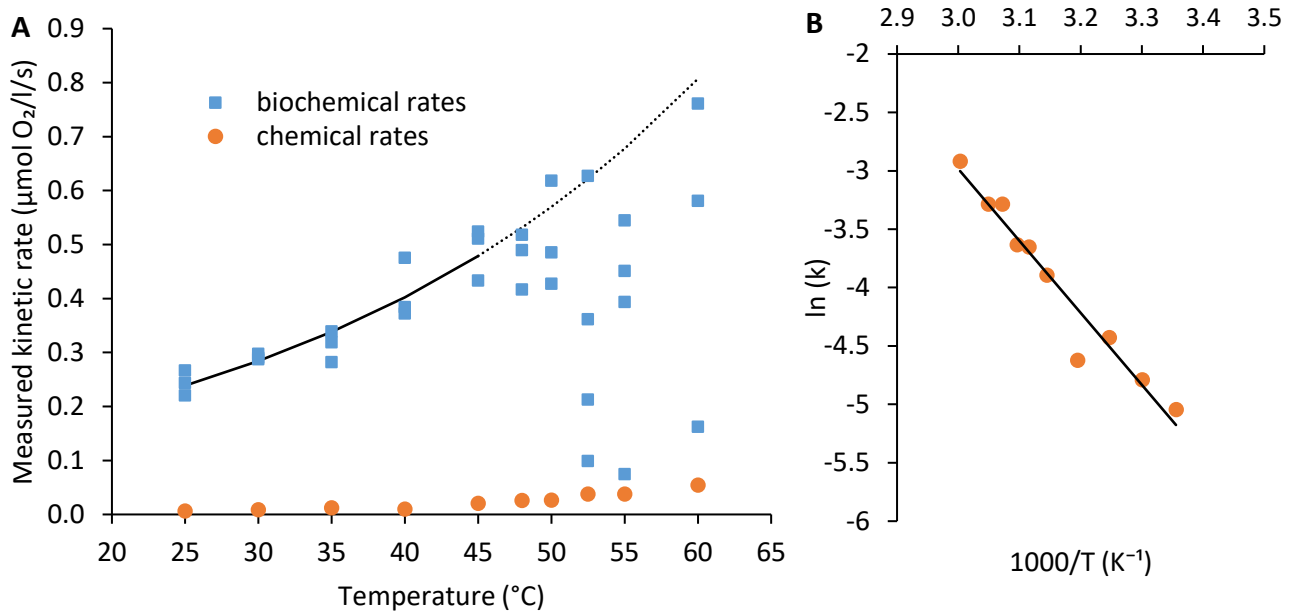 A
0.9
0.8
0.7
0.6
0.5
0.4
0.3
0.2
0.1
0.0
20 25 30 35 40 45 50 55 60 65
Measured kinetic rate (µmol O₂/l/s)
Temperature (°C)
biochemical rates
chemical rates
B
2.9 3.0 3.1 3.2 3.3 3.4 3.5
-2
-2.5
-3
-3.5
-4
-4.5
-5
-5.5
-6
ln (k)
1000/T (K⁻¹)